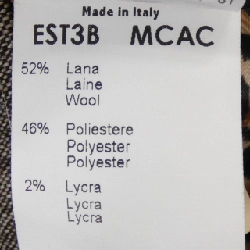 Made in Italy
EST3B MCAC
52% Lana
Laine
Wool
46% Poliestere
Polyester
Polyester
2% Lycra
Lycra
Lycra